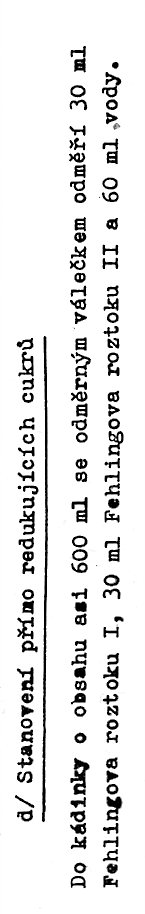 d/ Stanovení přímo redukujících cukrů
Do kádinky o obsahu asi 600 ml se odměrným válečkem odměří 30 ml
Fehlingova roztoku I, 30 ml Fehlingova roztoku II a 60 ml vody.